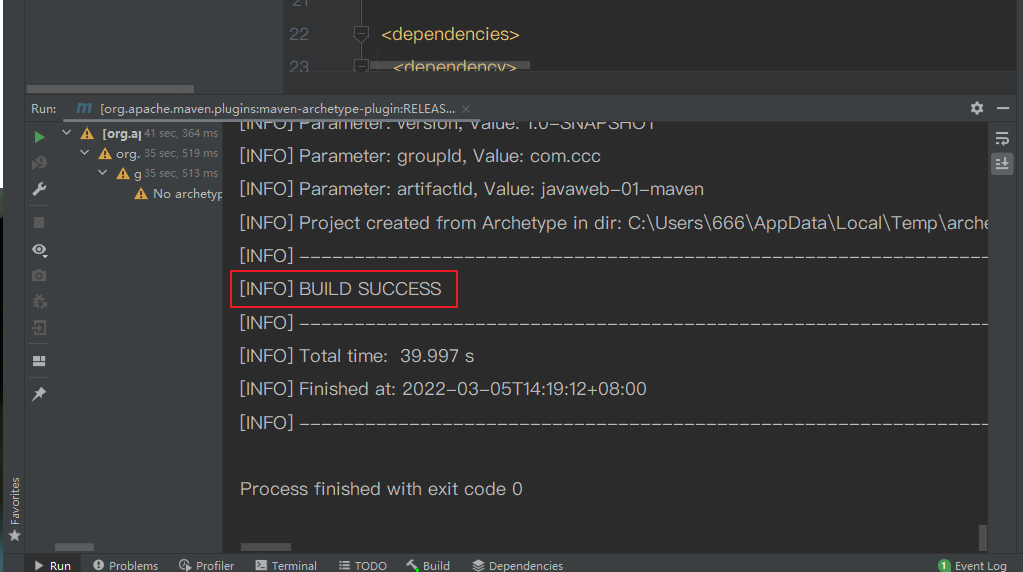 21
22 <dependencies>
23 <dependency>
Run: m [org.apache.maven.plugins:maven-archetype-plugin:RELEAS... ×
[org.a 41 sec, 364 ms
org. 35 sec, 519 ms
g 35 sec, 513 ms
No archetyp
[INFO] Parameter: version, Value: 1.0-SNAPSHOT
[INFO] Parameter: groupId, Value: com.ccc
[INFO] Parameter: artifactId, Value: javaweb-01-maven
[INFO] Project created from Archetype in dir: C:\Users\666\AppData\Local\Temp\arche
[INFO] ------------------------------------------------------------------------
[INFO] BUILD SUCCESS
[INFO] ------------------------------------------------------------------------
[INFO] Total time:  39.997 s
[INFO] Finished at: 2022-03-05T14:19:12+08:00
[INFO] ------------------------------------------------------------------------
Process finished with exit code 0
Favorites
Run Problems Profiler Terminal TODO Build Dependencies 1 Event Log